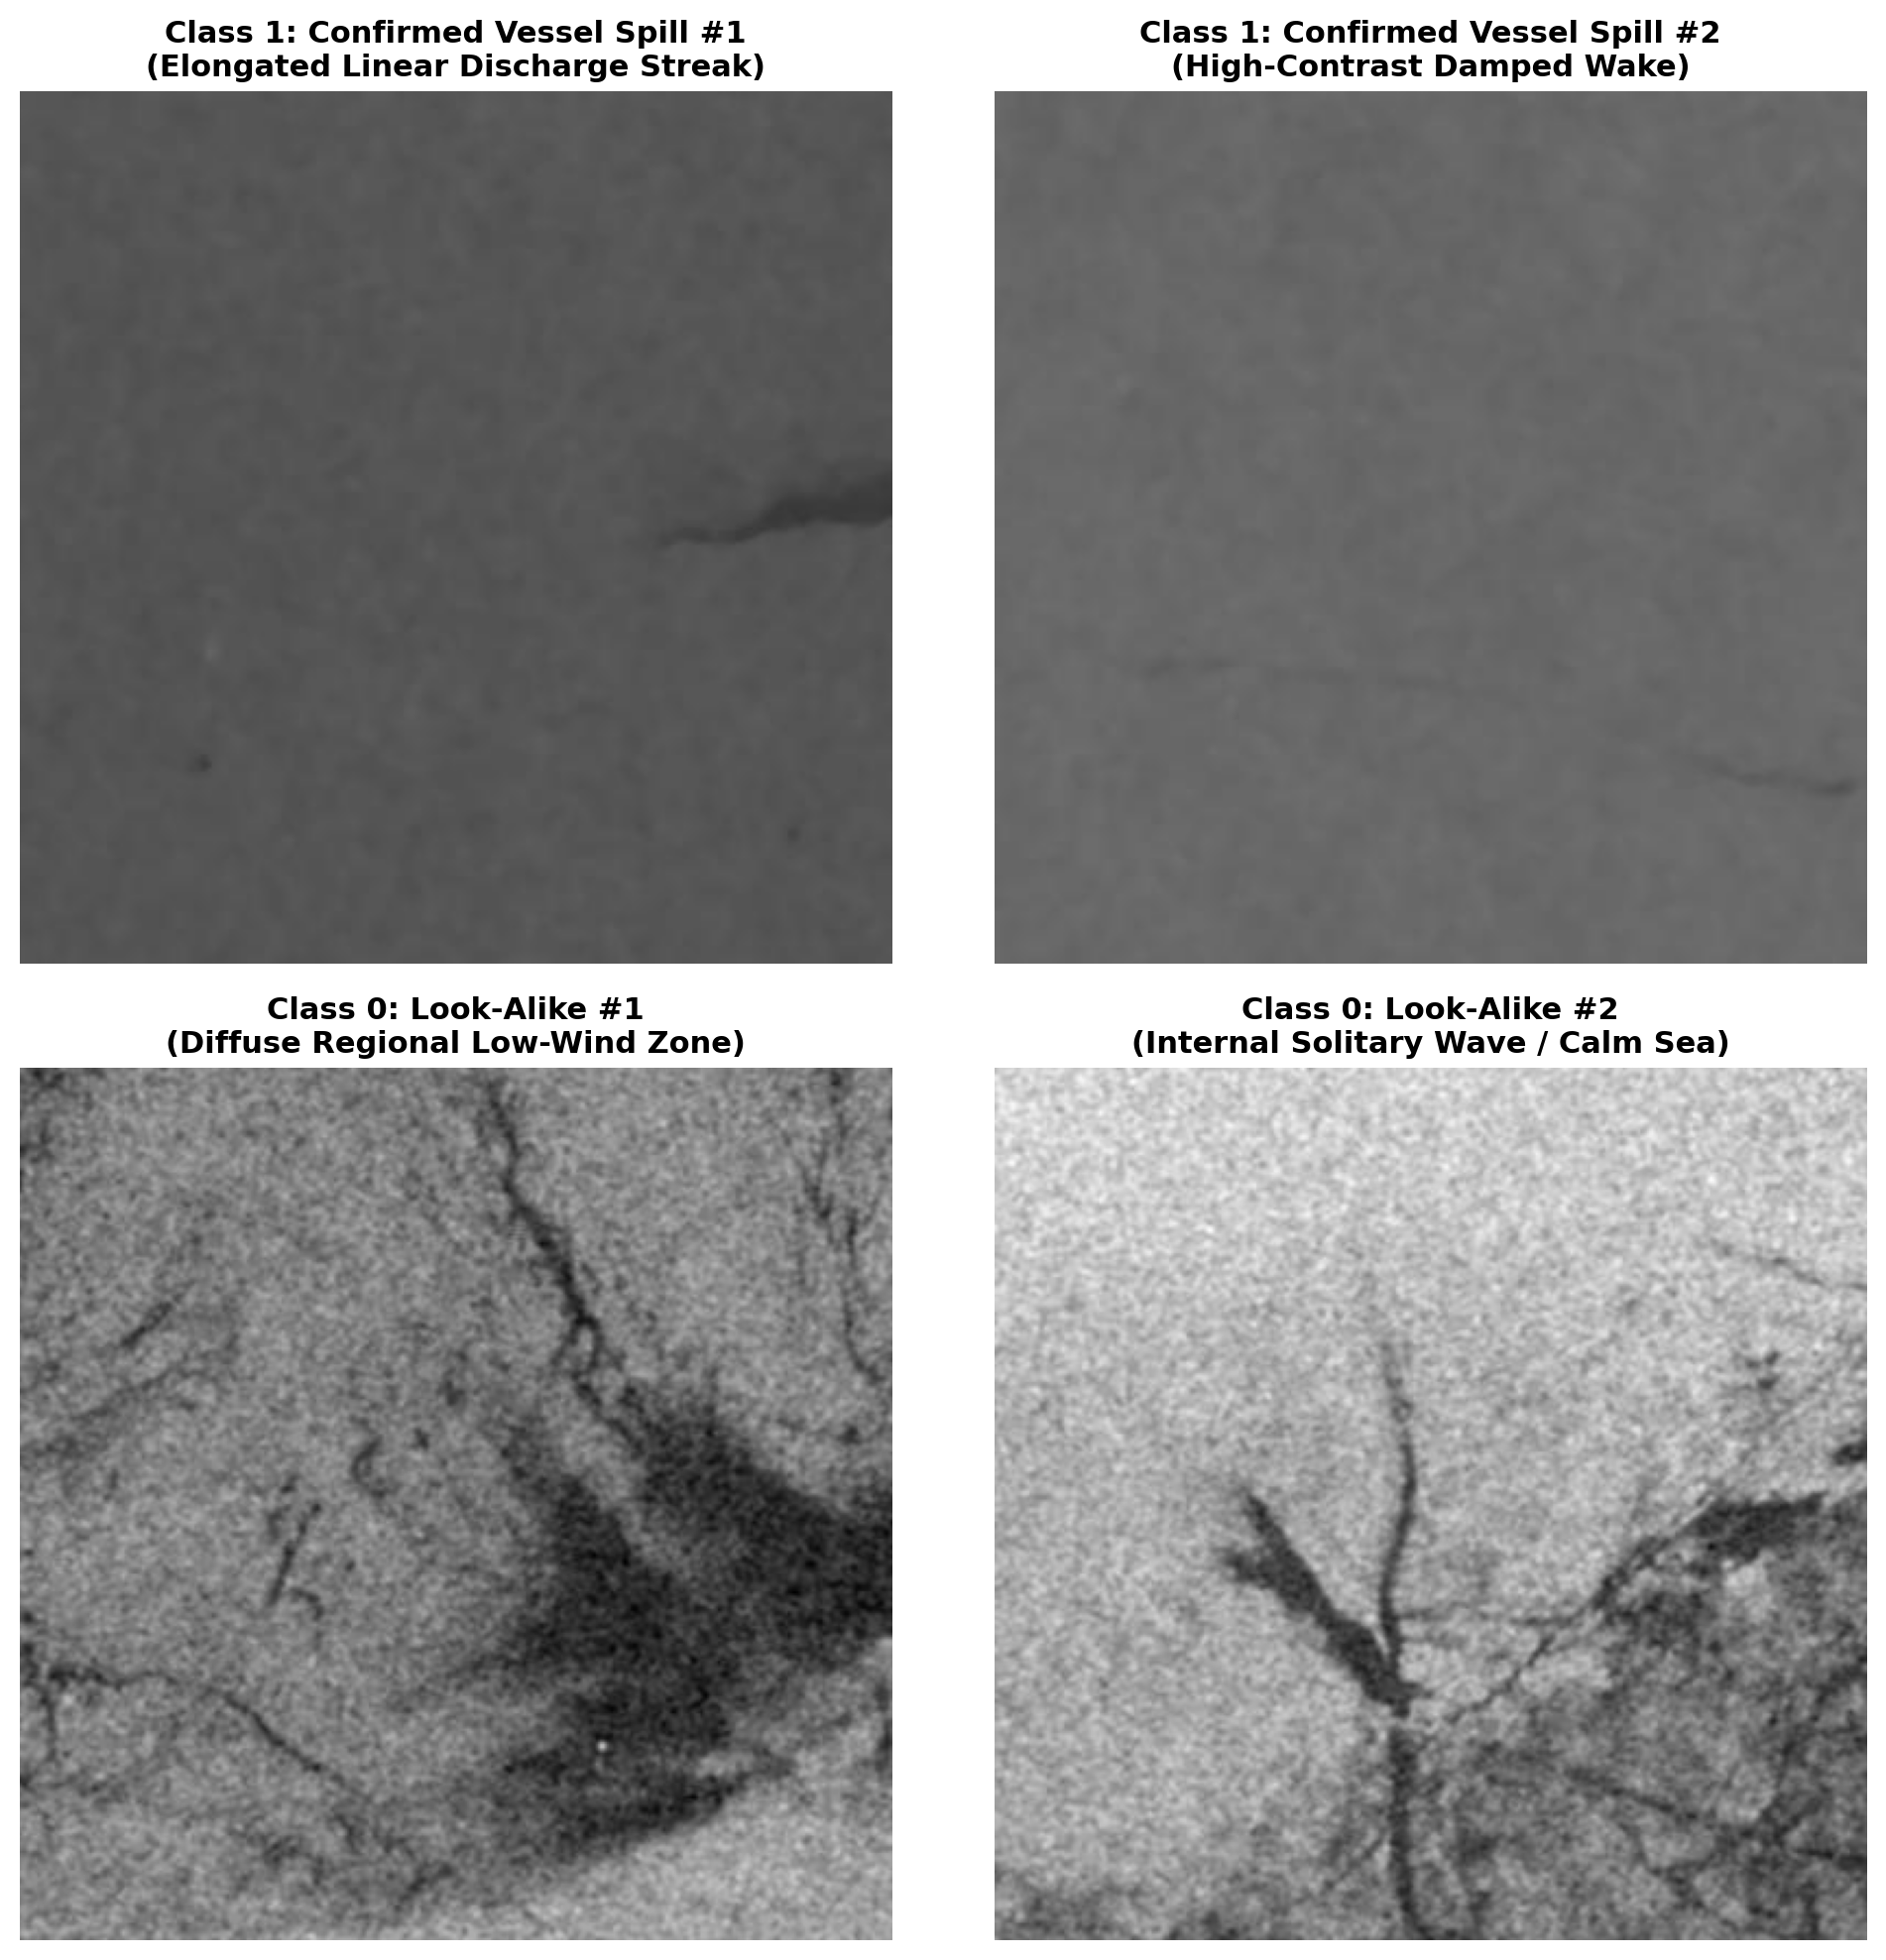 Class 1: Confirmed Vessel Spill #1
(Elongated Linear Discharge Streak)
Class 1: Confirmed Vessel Spill #2
(High-Contrast Damped Wake)
Class 0: Look-Alike #1
(Diffuse Regional Low-Wind Zone)
Class 0: Look-Alike #2
(Internal Solitary Wave / Calm Sea)